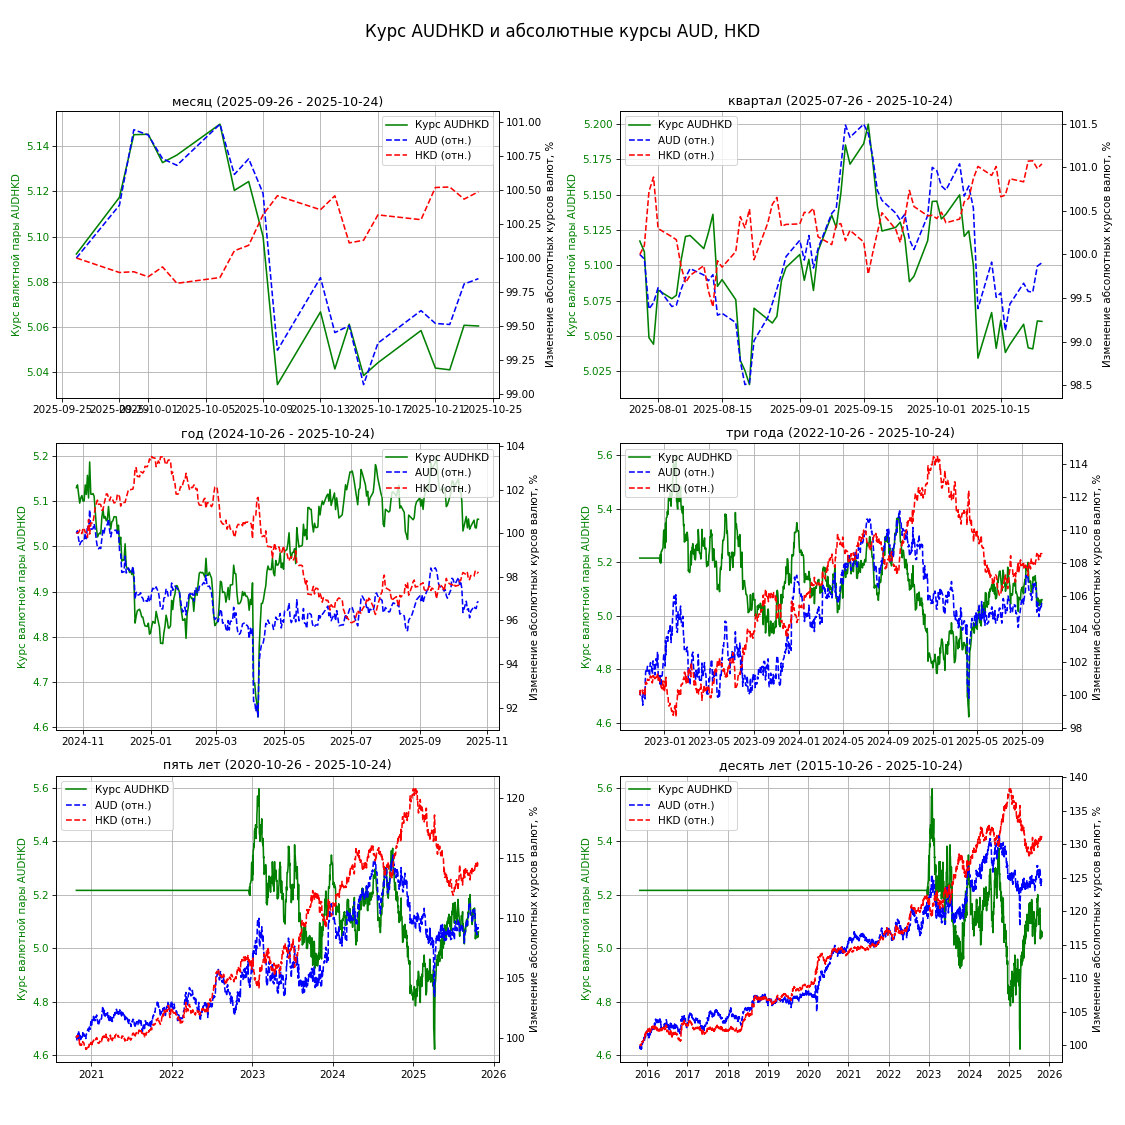 Курс AUDHKD и абсолютные курсы AUD, HKD
месяц (2025-09-26 - 2025-10-24)
Курс валютной пары AUDHKD
5.14
5.12
5.10
5.08
5.06
5.04
Курс AUDHKD
AUD (отн.)
HKD (отн.)
101.00
100.75
100.50
100.25
100.00
99.75
99.50
99.25
99.00
Изменение абсолютных курсов валют, %
2025-09-25 2025-09-29 2025-10-01 2025-10-05 2025-10-09 2025-10-13 2025-10-17 2025-10-21 2025-10-25
квартал (2025-07-26 - 2025-10-24)
Курс валютной пары AUDHKD
5.200
5.175
5.150
5.125
5.100
5.075
5.050
5.025
Курс AUDHKD
AUD (отн.)
HKD (отн.)
101.5
101.0
100.5
100.0
99.5
99.0
98.5
Изменение абсолютных курсов валют, %
2025-08-01 2025-08-15 2025-09-01 2025-09-15 2025-10-01 2025-10-15
год (2024-10-26 - 2025-10-24)
Курс валютной пары AUDHKD
5.2
5.1
5.0
4.9
4.8
4.7
4.6
Курс AUDHKD
AUD (отн.)
HKD (отн.)
104
102
100
98
96
94
92
Изменение абсолютных курсов валют, %
2024-11 2025-01 2025-03 2025-05 2025-07 2025-09 2025-11
три года (2022-10-26 - 2025-10-24)
Курс валютной пары AUDHKD
5.6
5.4
5.2
5.0
4.8
4.6
Курс AUDHKD
AUD (отн.)
HKD (отн.)
114
112
110
108
106
104
102
100
98
Изменение абсолютных курсов валют, %
2023-01 2023-05 2023-09 2024-01 2024-05 2024-09 2025-01 2025-05 2025-09
пять лет (2020-10-26 - 2025-10-24)
Курс валютной пары AUDHKD
5.6
5.4
5.2
5.0
4.8
4.6
Курс AUDHKD
AUD (отн.)
HKD (отн.)
120
115
110
105
100
Изменение абсолютных курсов валют, %
2021 2022 2023 2024 2025 2026
десять лет (2015-10-26 - 2025-10-24)
Курс валютной пары AUDHKD
5.6
5.4
5.2
5.0
4.8
4.6
Курс AUDHKD
AUD (отн.)
HKD (отн.)
140
135
130
125
120
115
110
105
100
Изменение абсолютных курсов валют, %
2016 2017 2018 2019 2020 2021 2022 2023 2024 2025 2026